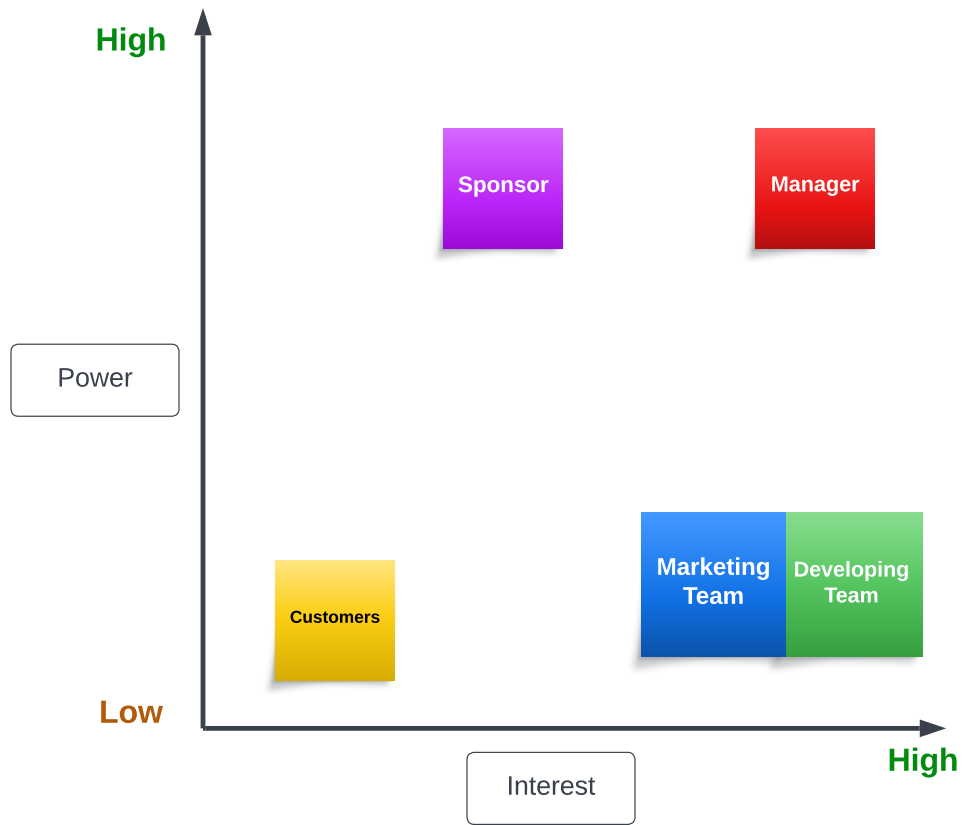 High
Sponsor
Manager
Power
Marketing
Team
Developing
Team
Customers
Low
High
Interest